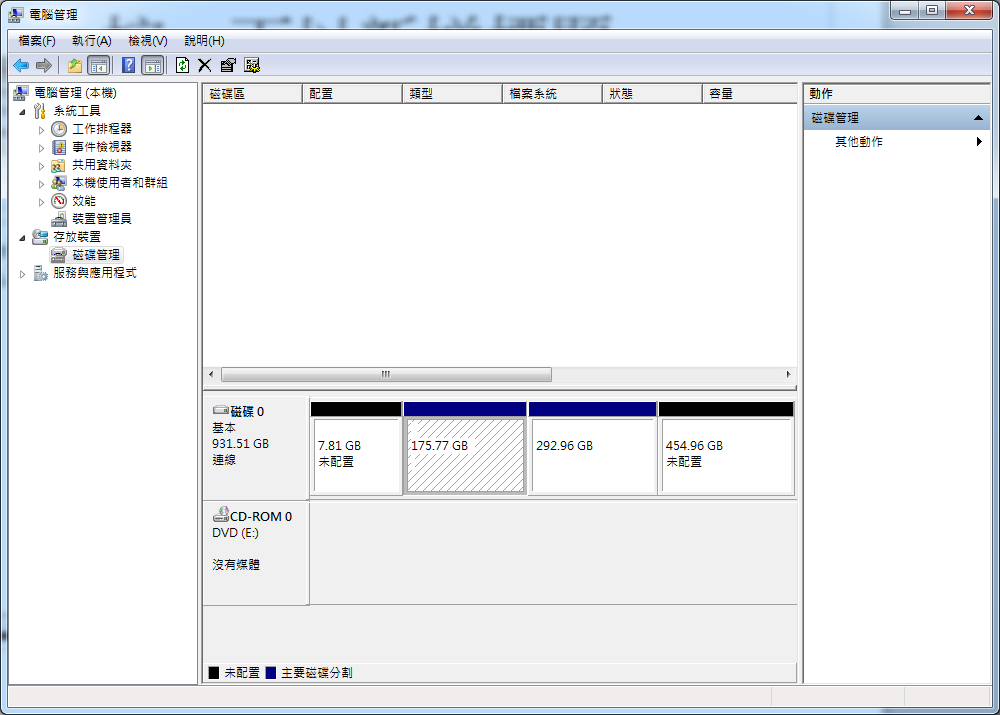 電腦管理
檔案(F) 執行(A) 檢視(V) 說明(H)
電腦管理 (本機)
系統工具
工作排程器
事件檢視器
共用資料夾
本機使用者和群組
效能
裝置管理員
存放裝置
磁碟管理
服務與應用程式
磁碟區 配置 類型 檔案系統 狀態 容量
磁碟 0
基本
931.51 GB
連線
7.81 GB
未配置
175.77 GB
292.96 GB
454.96 GB
未配置
CD-ROM 0
DVD (E:)
沒有媒體
未配置 主要磁碟分割
動作
磁碟管理
其他動作